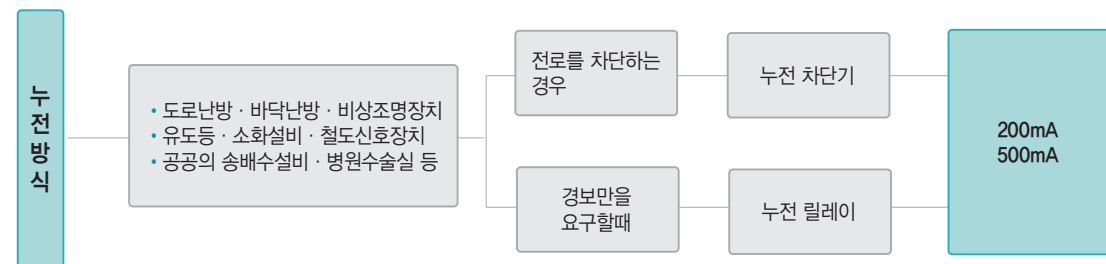 누전방식
• 도로난방 · 바닥난방 · 비상조명장치
• 유도등 · 소화설비 · 철도신호장치
• 공공의 송배수설비 · 병원수술실 등
전로를 차단하는
경우
누전 차단기
경보만을
요구할때
누전 릴레이
200mA
500mA